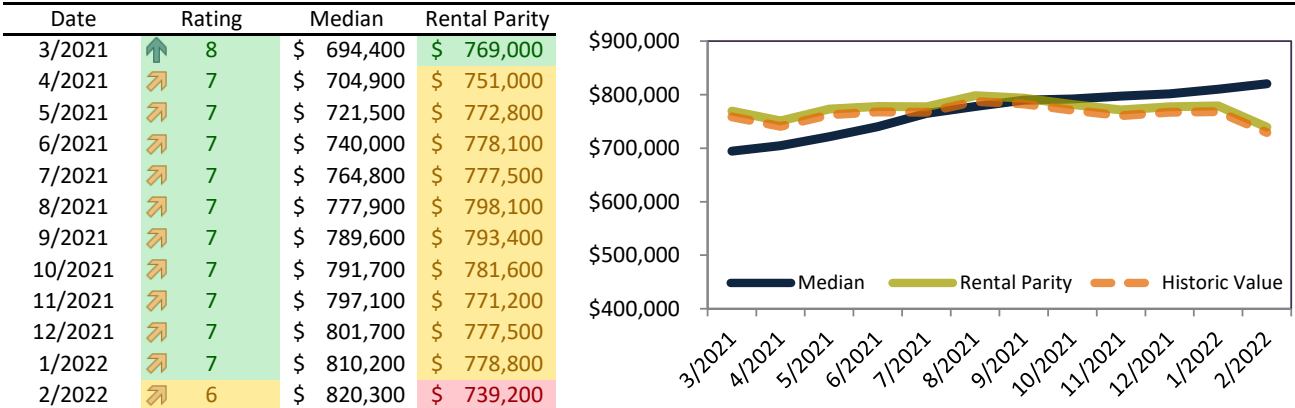 Date Rating Median Rental Parity
3/2021 8 $ 694,400 $ 769,000
4/2021 7 $ 704,900 $ 751,000
5/2021 7 $ 721,500 $ 772,800
6/2021 7 $ 740,000 $ 778,100
7/2021 7 $ 764,800 $ 777,500
8/2021 7 $ 777,900 $ 798,100
9/2021 7 $ 789,600 $ 793,400
10/2021 7 $ 791,700 $ 781,600
11/2021 7 $ 797,100 $ 771,200
12/2021 7 $ 801,700 $ 777,500
1/2022 7 $ 810,200 $ 778,800
2/2022 6 $ 820,300 $ 739,200
$900,000
$800,000
$700,000
$600,000
$500,000
$400,000
Median Rental Parity Historic Value
3/2021 4/2021 5/2021 6/2021 7/2021 8/2021 9/2021 10/2021 11/2021 12/2021 1/2022 2/2022